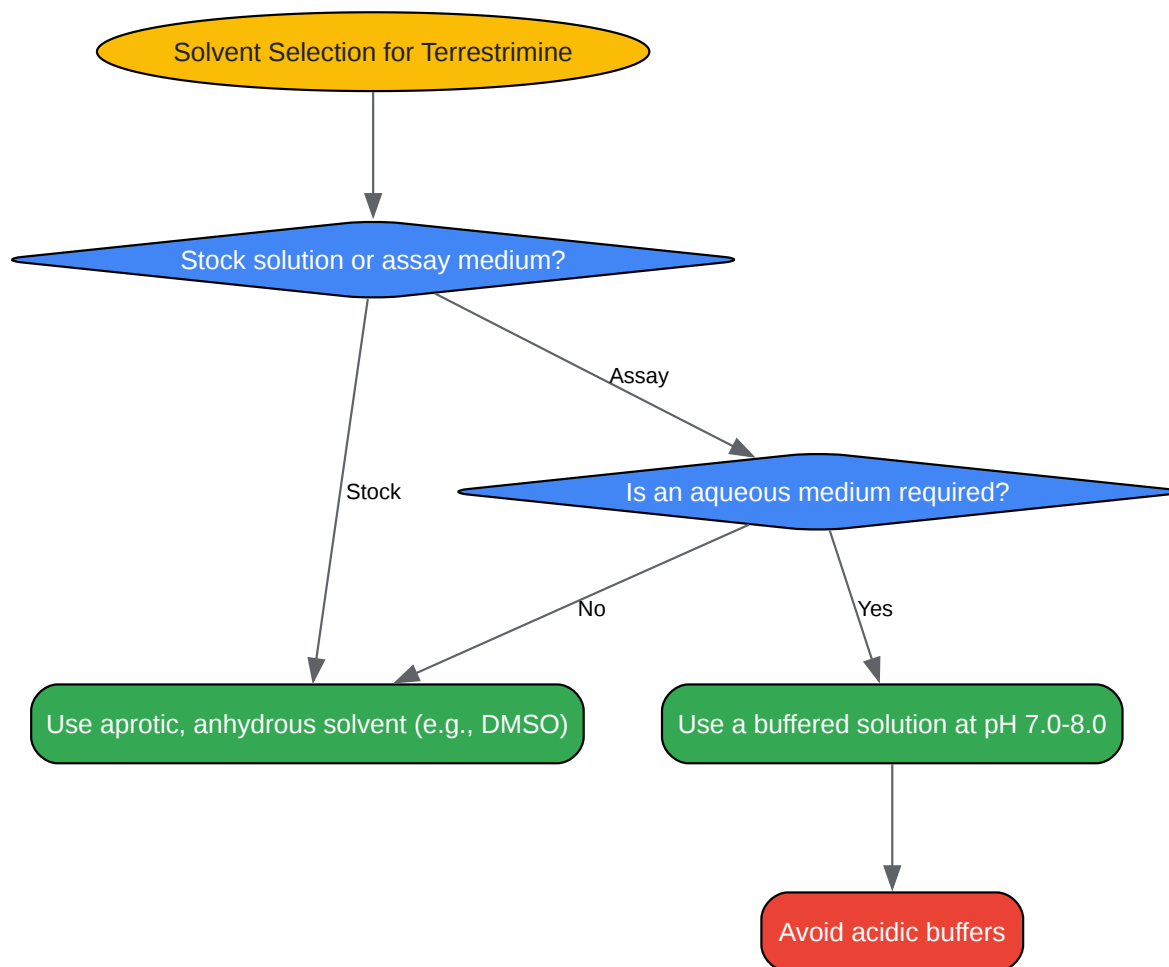 Solvent Selection for Terrestrimine
Stock solution or assay medium?
Assay
Stock
Is an aqueous medium required?
No
Yes
Use aprotic, anhydrous solvent (e.g., DMSO)
Use a buffered solution at pH 7.0-8.0
Avoid acidic buffers